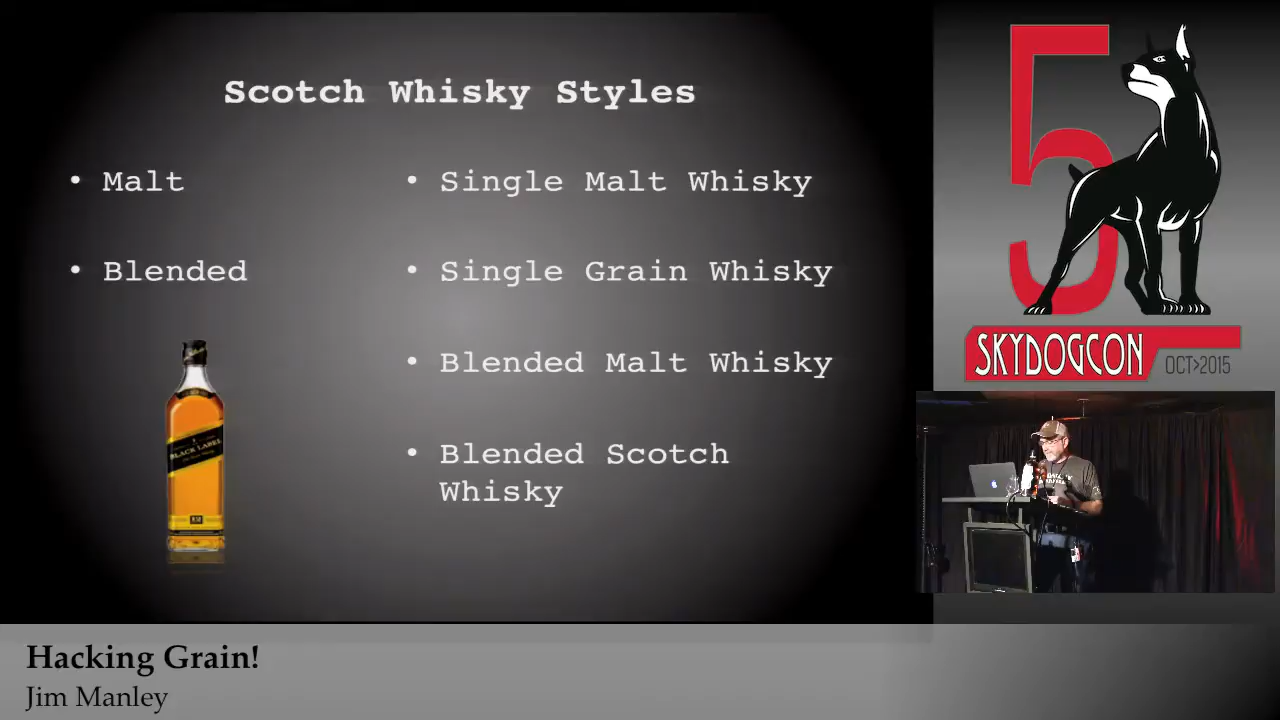 Scotch Whisky Styles
• Malt
• Blended
• Single Malt Whisky
• Single Grain Whisky
• Blended Malt Whisky
• Blended Scotch
Whisky
BLACK LABEL
5
SKYDOGCON
OCT>2015
Hacking Grain!
Jim Manley